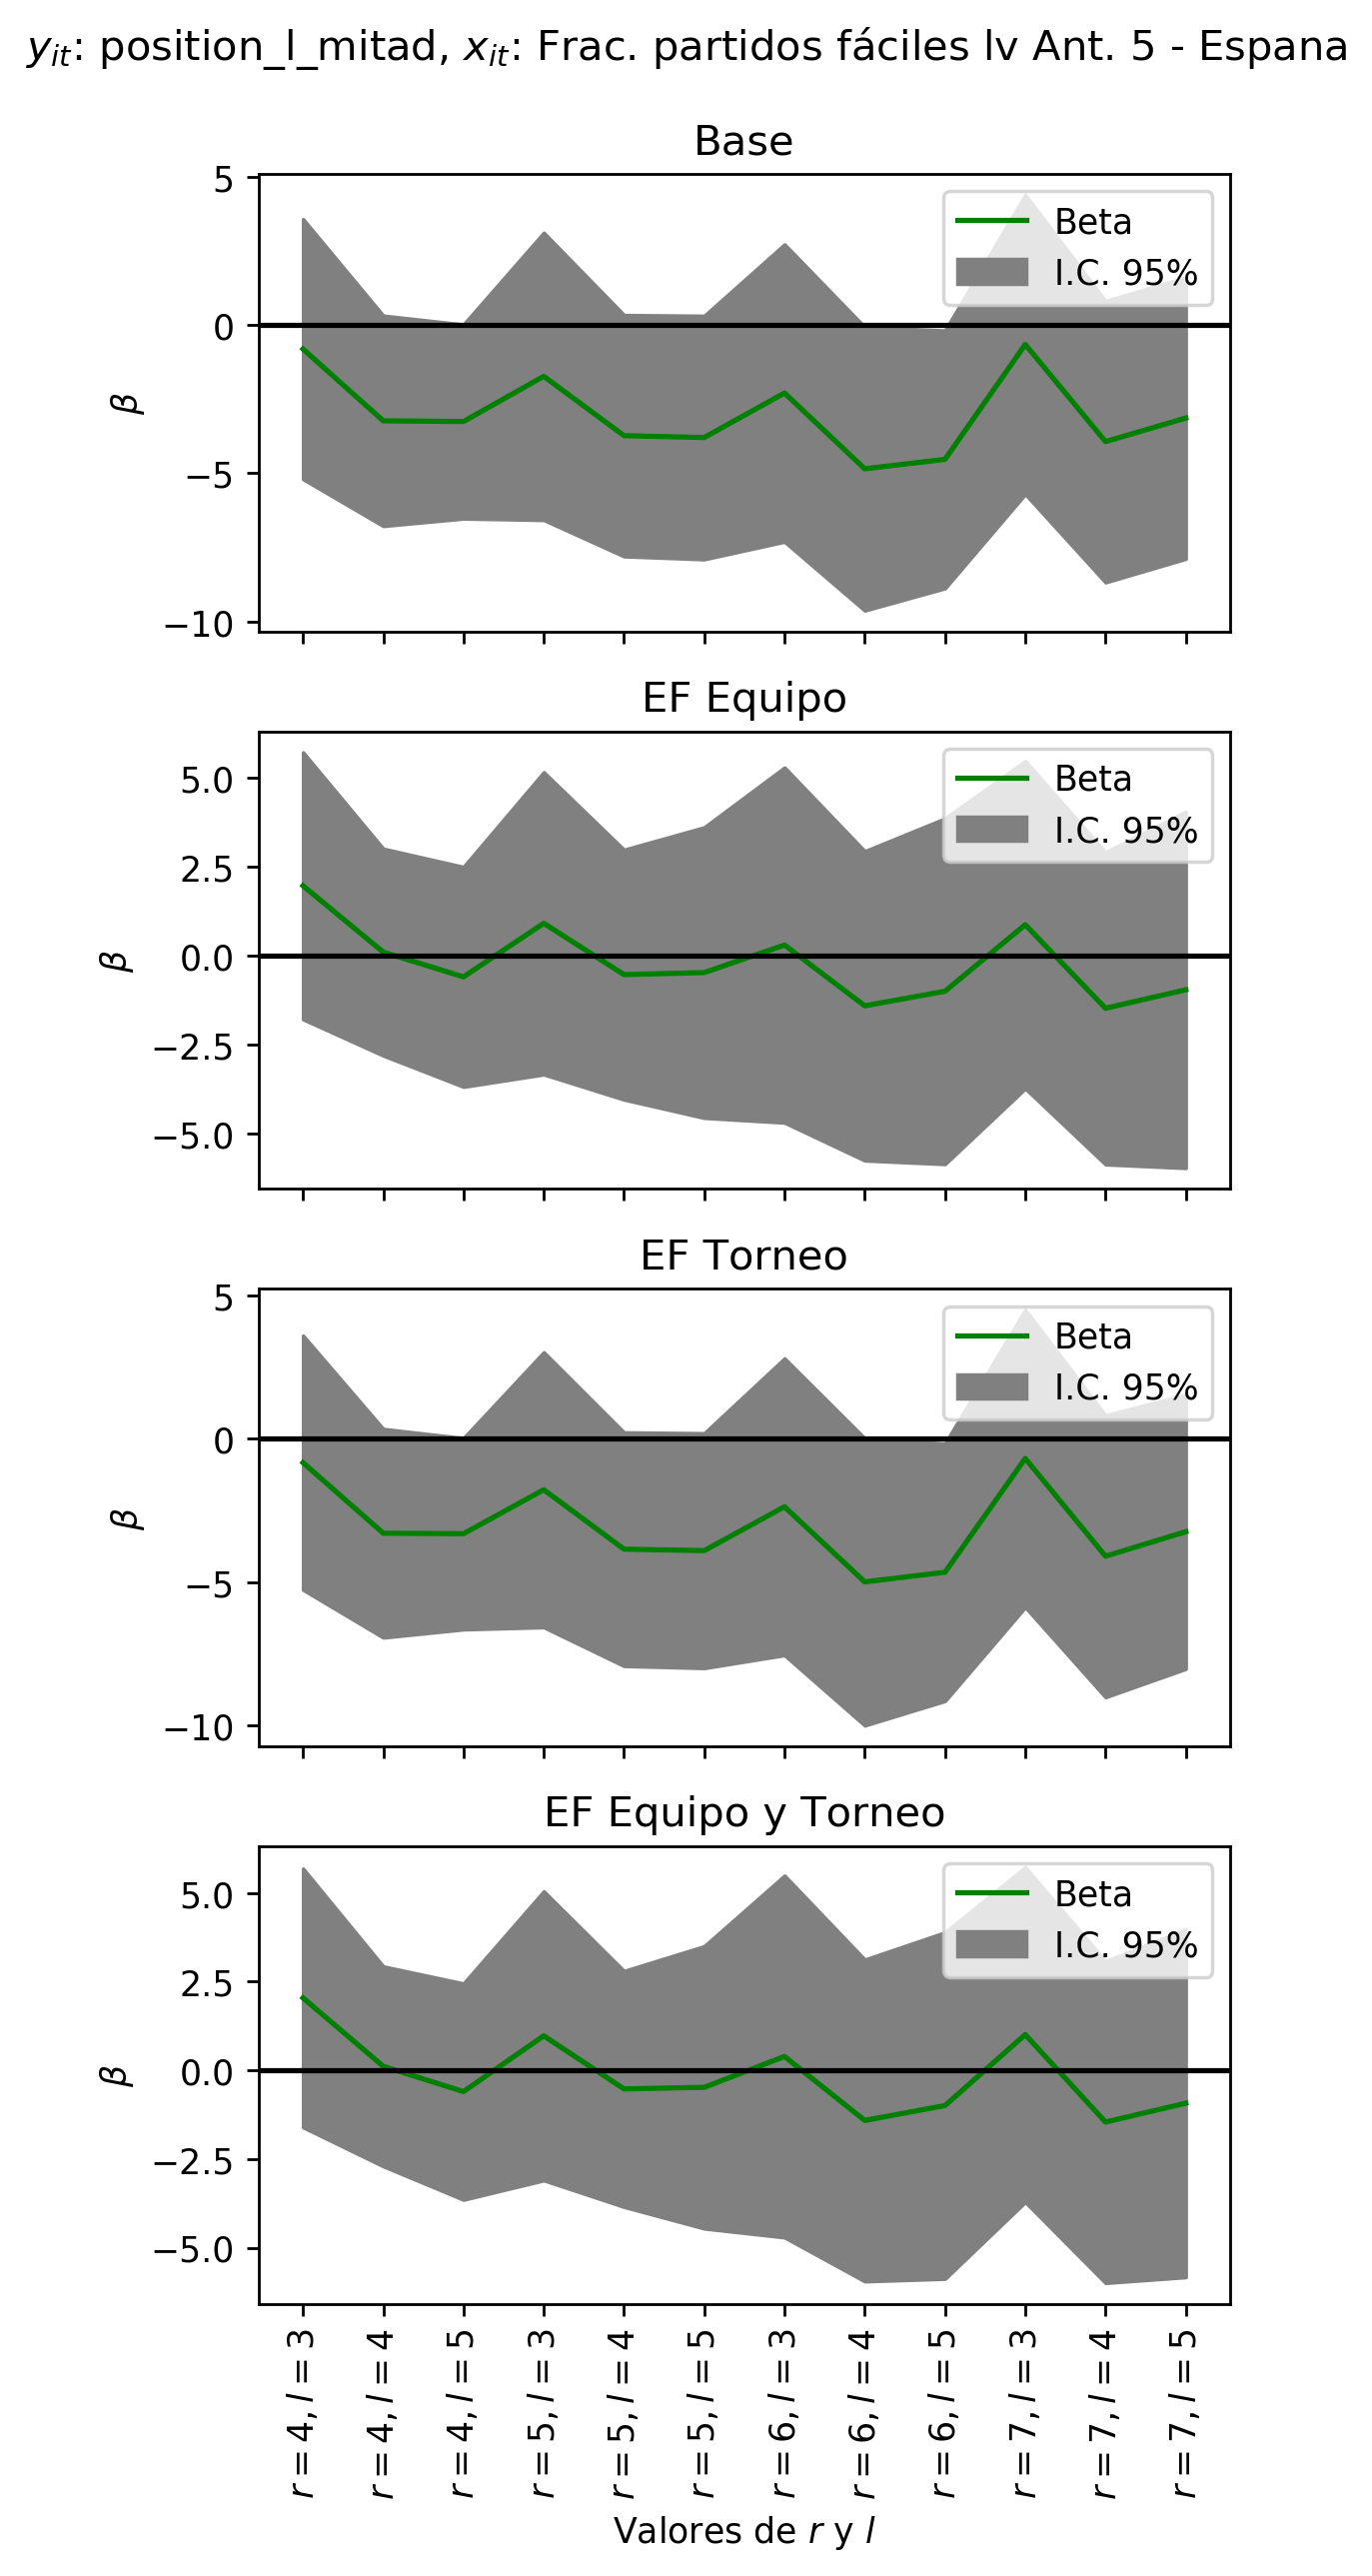 y_it: position_l_mitad, x_it: Frac. partidos fáciles lv Ant. 5 - Espana
Base
5
0
−5
−10
β
Beta
I.C. 95%
EF Equipo
5.0
2.5
0.0
−2.5
−5.0
β
Beta
I.C. 95%
EF Torneo
5
0
−5
−10
β
Beta
I.C. 95%
EF Equipo y Torneo
5.0
2.5
0.0
−2.5
−5.0
β
Beta
I.C. 95%
r = 4, l = 3
r = 4, l = 4
r = 4, l = 5
r = 5, l = 3
r = 5, l = 4
r = 5, l = 5
r = 6, l = 3
r = 6, l = 4
r = 6, l = 5
r = 7, l = 3
r = 7, l = 4
r = 7, l = 5
Valores de r y l